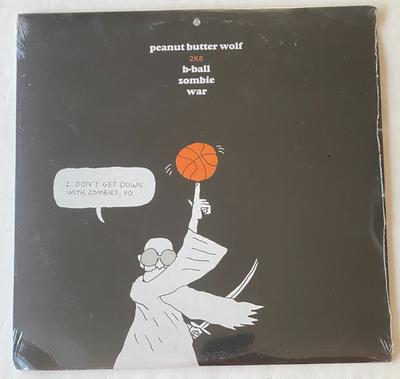 peanut butter wolf
2K8
b-ball
zombie
war
I DON'T GET DOWN
WITH ZOMBIES, YO